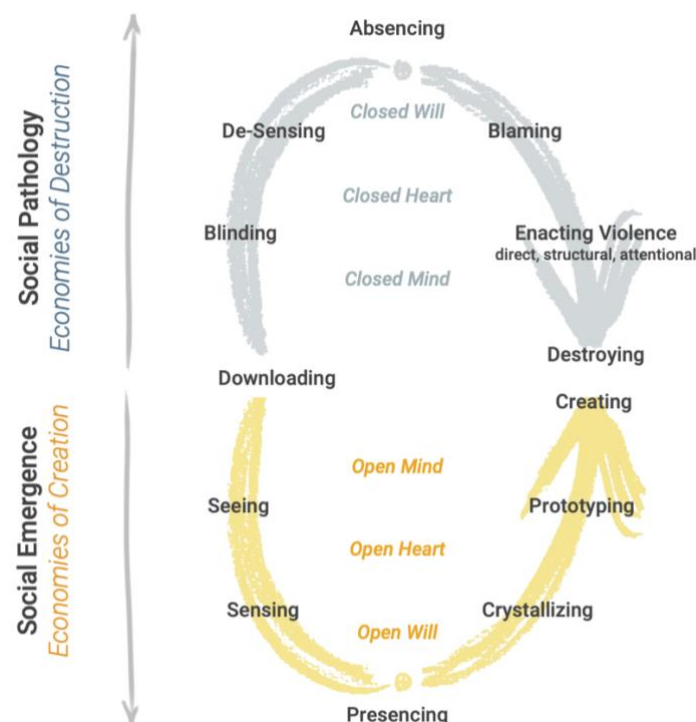 Absencing
Closed Will
De-Sensing
Blaming
Closed Heart
Blinding
Enacting Violence
direct, structural, attentional
Closed Mind
Destroying
Downloading
Creating
Open Mind
Seeing
Prototyping
Open Heart
Sensing
Crystallizing
Open Will
Presencing
Social Pathology
Economies of Destruction
Social Emergence
Economies of Creation